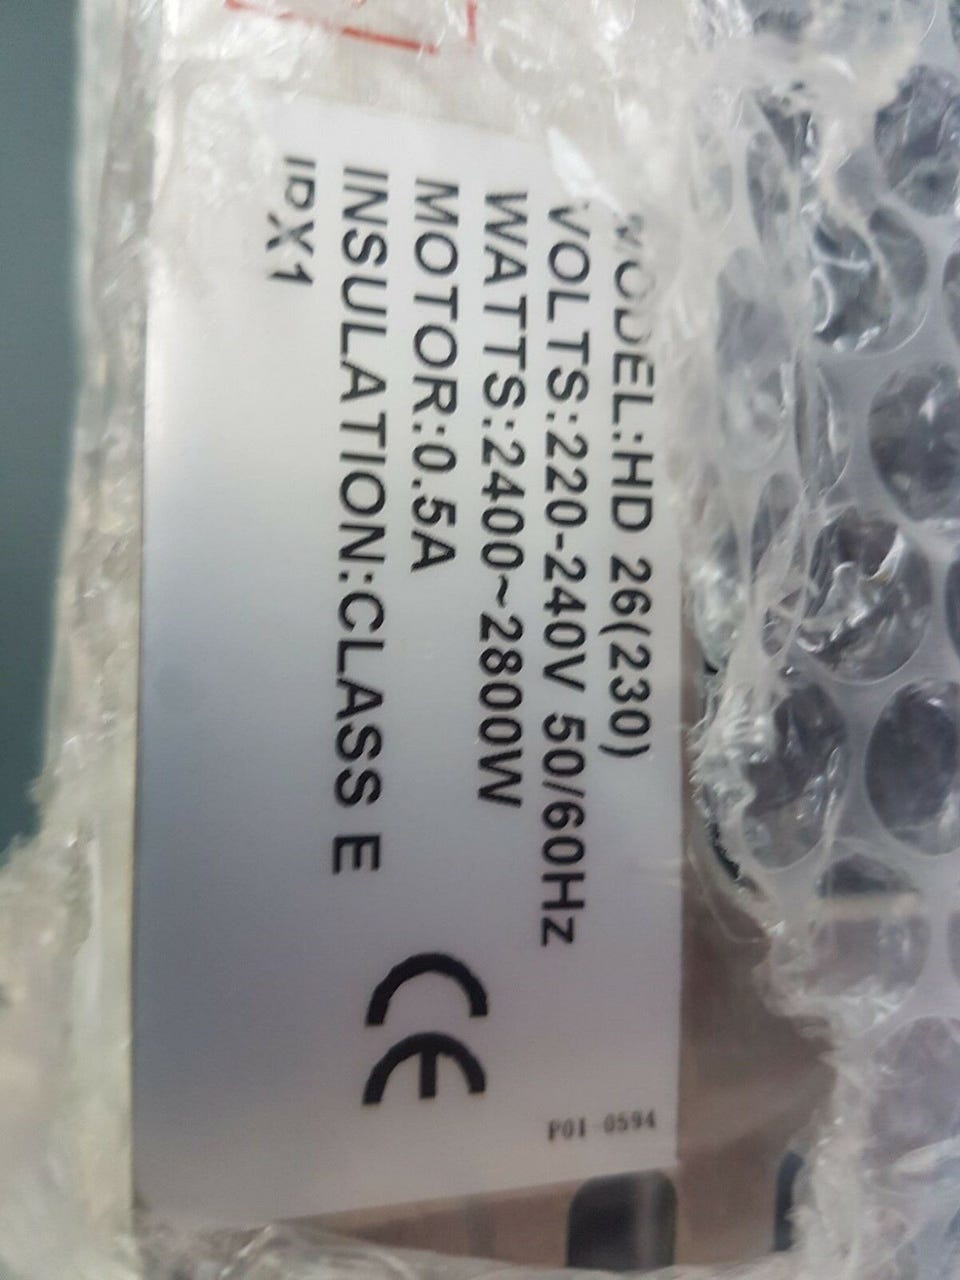 MODEL:HD 26(230)
VOLTS:220-240V 50/60Hz
WATTS:2400~2800W
MOTOR:0.5A
INSULATION:CLASS E
IPX1
CE
P01-0594